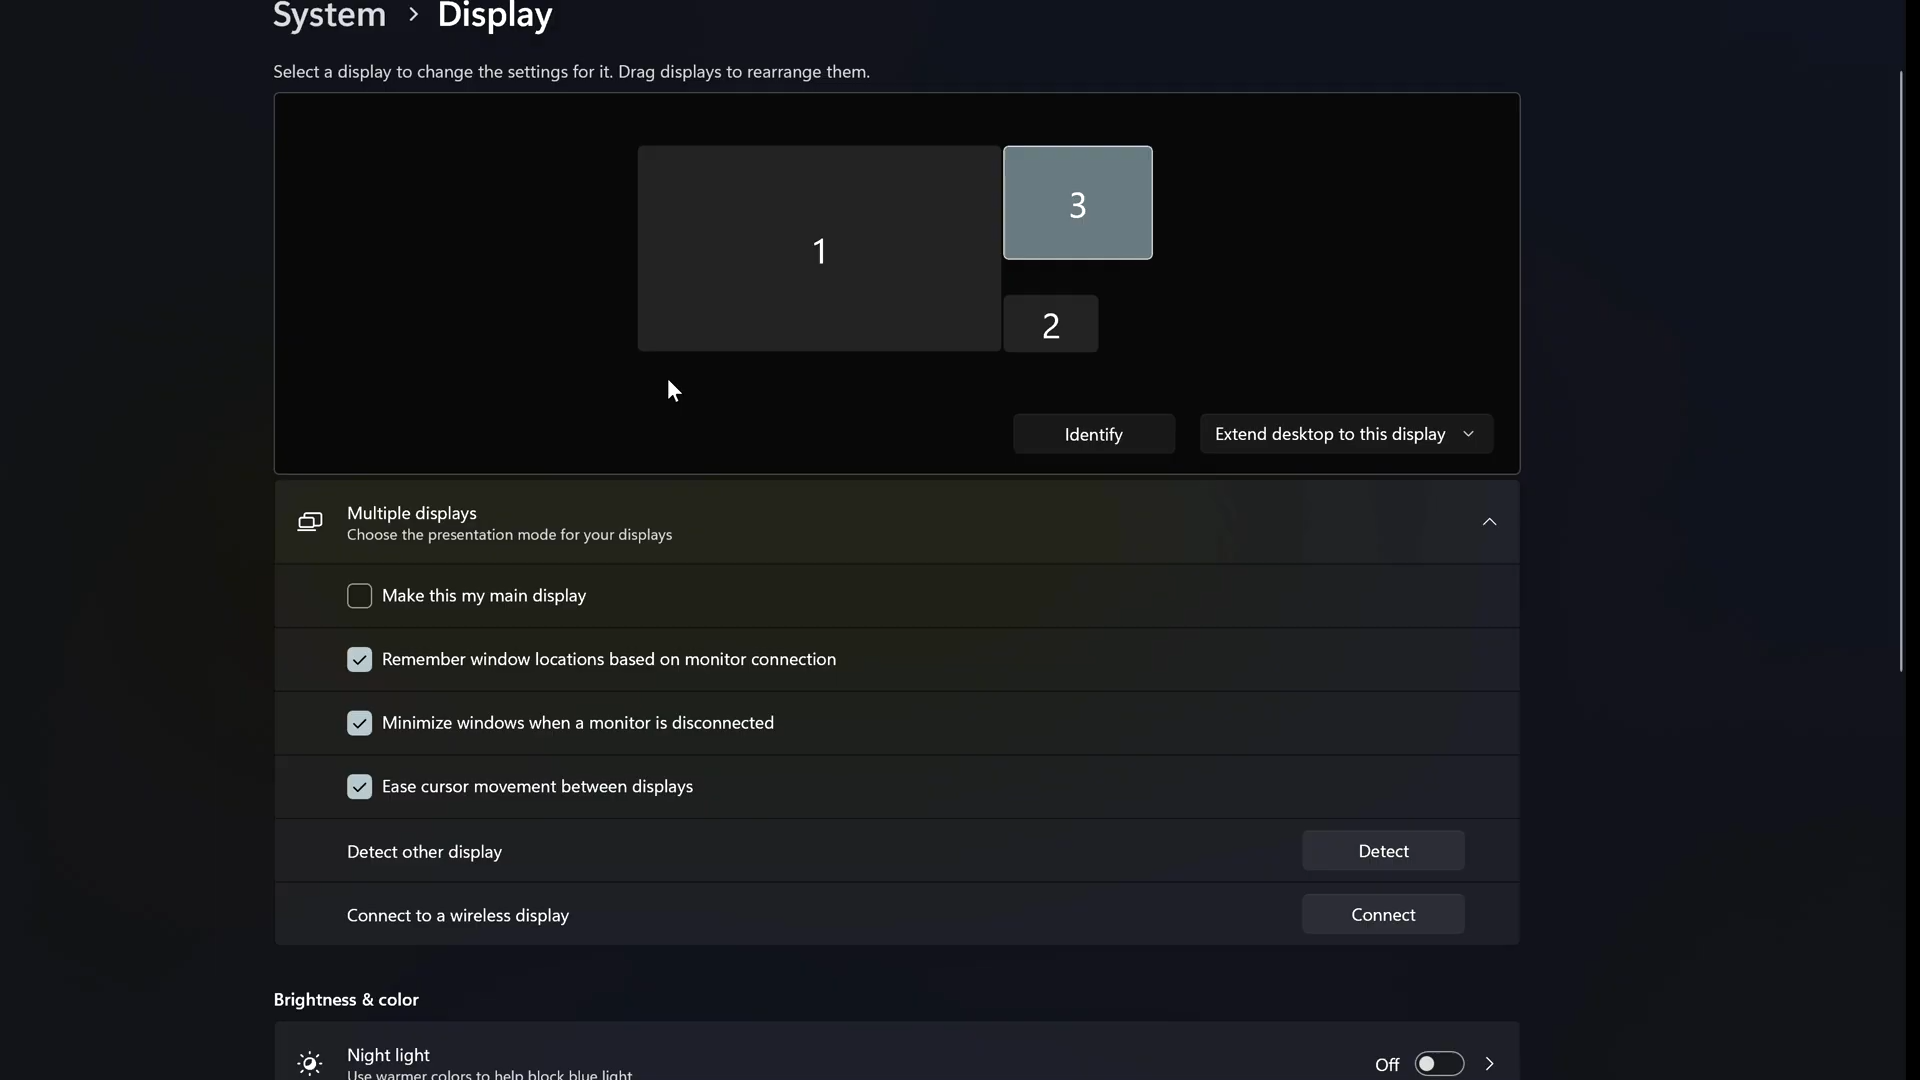 System > Display
Select a display to change the settings for it. Drag displays to rearrange them.
1
3
2
Identify
Extend desktop to this display
Multiple displays
Choose the presentation mode for your displays
Make this my main display
Remember window locations based on monitor connection
Minimize windows when a monitor is disconnected
Ease cursor movement between displays
Detect other display
Detect
Connect to a wireless display
Connect
Brightness & color
Night light
Off
Use warmer colors to help block blue light